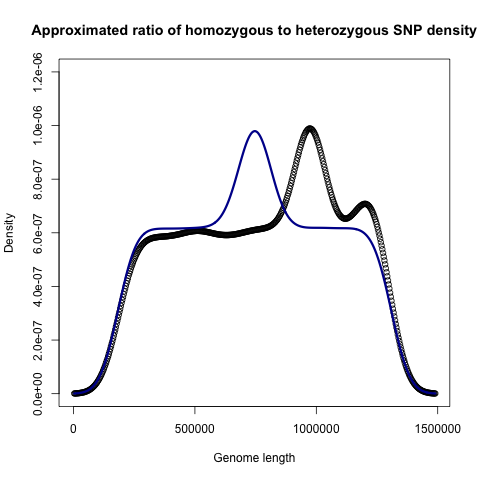 Approximated ratio of homozygous to heterozygous SNP density
Density
1.2e-06
1.0e-06
8.0e-07
6.0e-07
4.0e-07
2.0e-07
0.0e+00
0
500000
1000000
1500000
Genome length